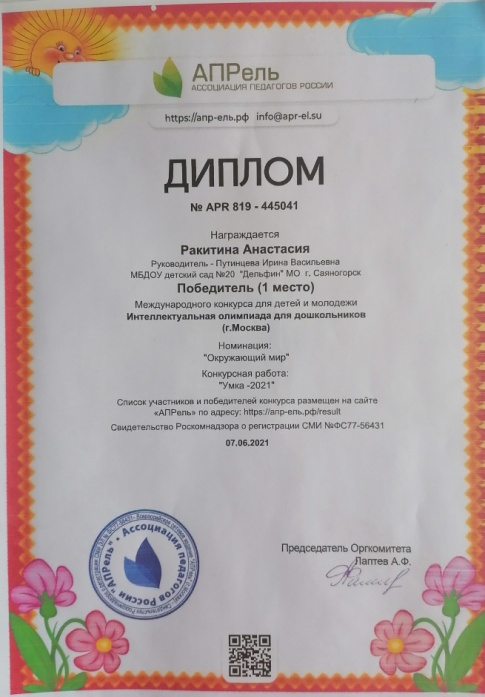 АПРель
АССОЦИАЦИЯ ПЕДАГОГОВ РОССИИ
https://апр-ель.рф info@apr-el.su
ДИПЛОМ
№ APR 819 - 445041
Награждается
Ракитина Анастасия
Руководитель - Путинцева Ирина Васильевна
МБДОУ детский сад №20 "Дельфин" МО г. Саяногорск
Победитель (1 место)
Международного конкурса для детей и молодежи
Интеллектуальная олимпиада для дошкольников
(г.Москва)
Номинация:
"Окружающий мир"
Конкурсная работа:
"Умка -2021"
Список участников и победителей конкурса размещен на сайте
«АПРель» по адресу: https://апр-ель.рф/result
Свидетельство Роскомнадзора о регистрации СМИ №ФС77-56431
07.06.2021
Председатель Оргкомитета
Лаптев А.Ф.
Ассоциация педагогов России "АПРель"